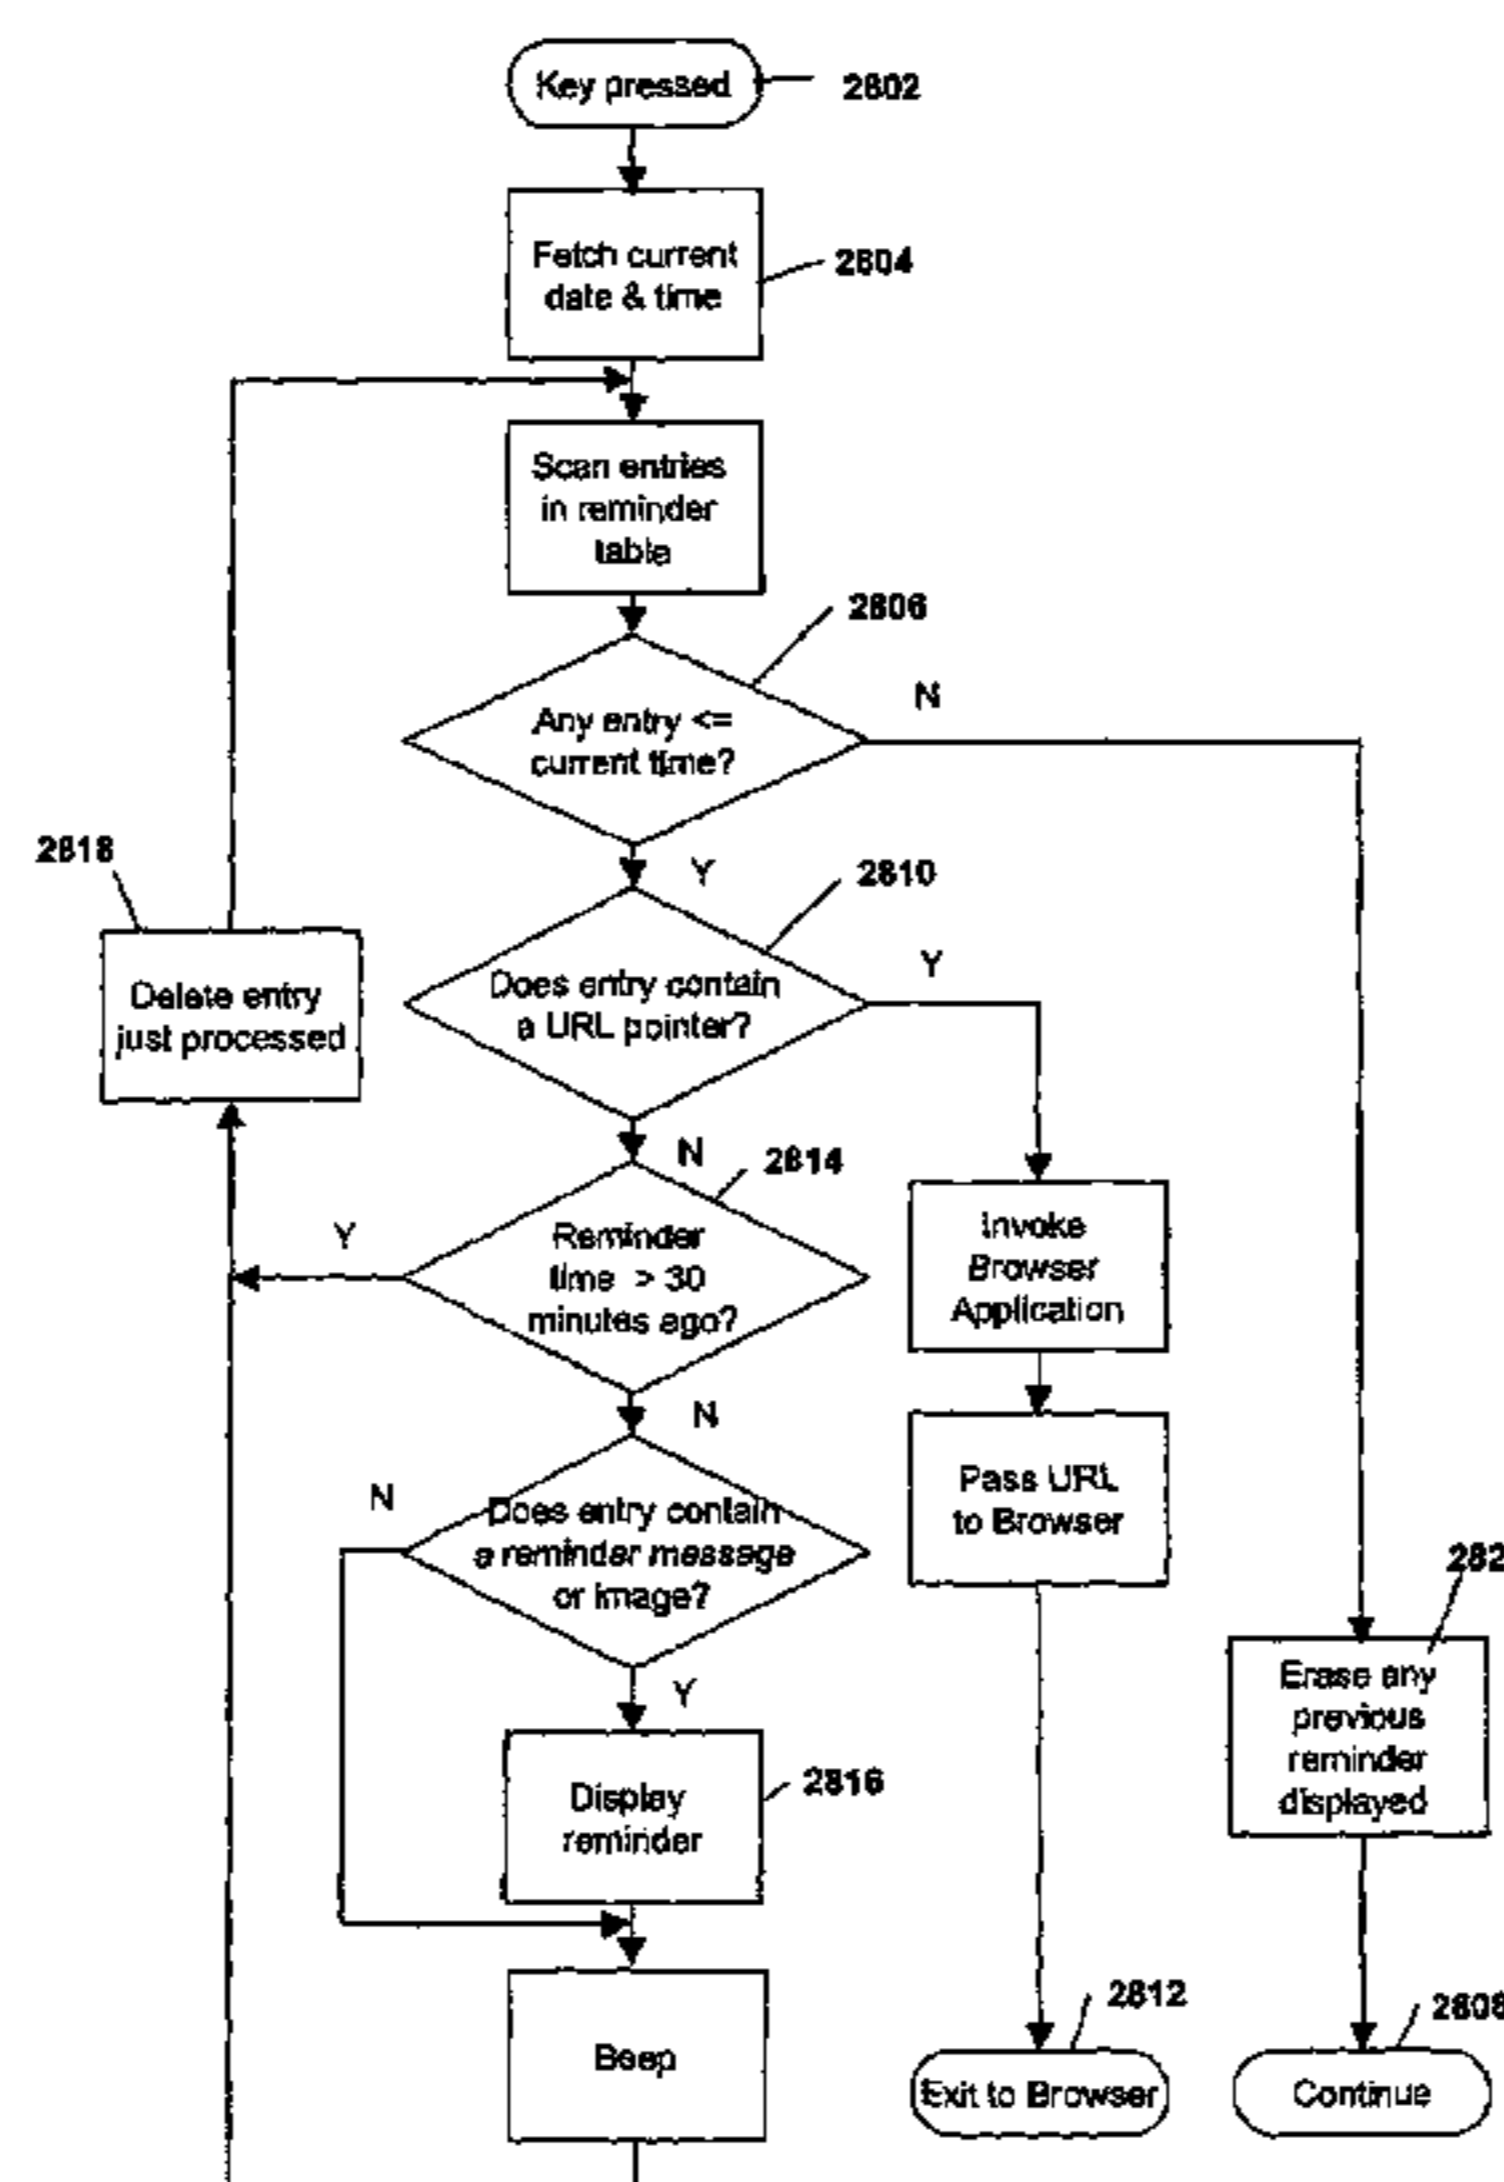 Key pressed
2802
Fetch current
date & time
2804
Scan entries
in reminder
table
2806
Any entry <=
current time?
N
Y
2818
2810
Delete entry
just processed
Does entry contain
a URL pointer?
Y
N
2814
Reminder
time > 30
minutes ago?
Y
N
Invoke
Browser
Application
Does entry contain
a reminder message
or image?
N
Y
Pass URL
to Browser
282
Erase any
previous
reminder
displayed
Display
reminder
2816
Beep
2812
Exit to Browser
2808
Continue